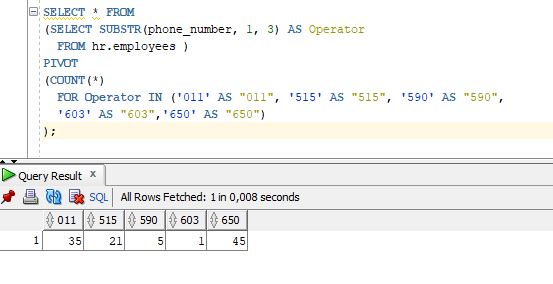 SELECT * FROM
(SELECT SUBSTR(phone_number, 1, 3) AS Operator
FROM hr.employees )
PIVOT
(COUNT(*)
FOR Operator IN ('011' AS "011", '515' AS "515", '590' AS "590",
'603' AS "603",'650' AS "650")
);
Query Result x
SQL | All Rows Fetched: 1 in 0,008 seconds
011 515 590 603 650
1 35 21 5 1 45